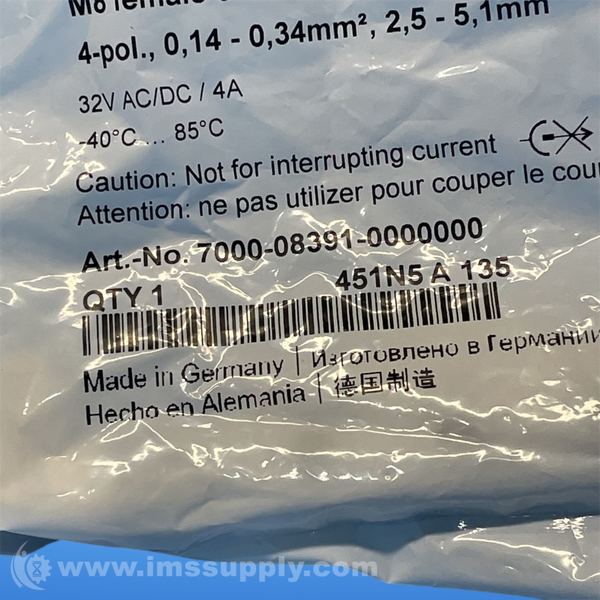 M8 female
4-pol., 0,14 - 0,34mm², 2,5 - 5,1mm
32V AC/DC / 4A
-40°C ... 85°C
Caution: Not for interrupting current
Attention: ne pas utilizer pour couper le cou
Art.-No. 7000-08391-0000000
QTY 1 451N5 A 135
Made in Germany | Изготовлено в Германии
Hecho en Alemania | 德国制造
www.imssupply.com